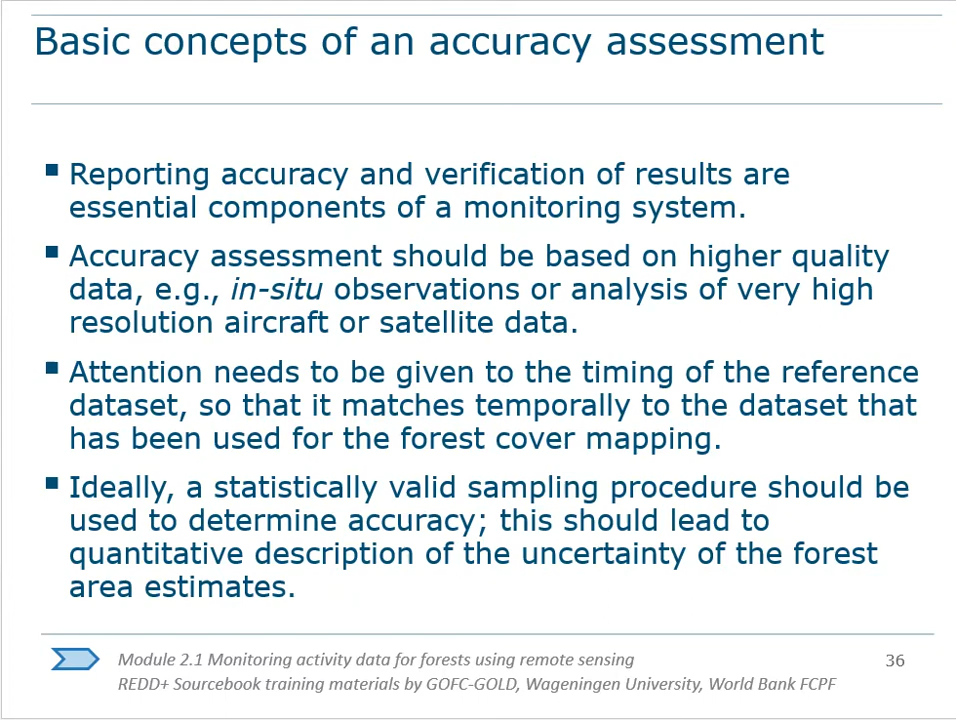 Basic concepts of an accuracy assessment
▪ Reporting accuracy and verification of results are
essential components of a monitoring system.
▪ Accuracy assessment should be based on higher quality
data, e.g., in-situ observations or analysis of very high
resolution aircraft or satellite data.
▪ Attention needs to be given to the timing of the reference
dataset, so that it matches temporally to the dataset that
has been used for the forest cover mapping.
▪ Ideally, a statistically valid sampling procedure should be
used to determine accuracy; this should lead to
quantitative description of the uncertainty of the forest
area estimates.
Module 2.1 Monitoring activity data for forests using remote sensing
REDD+ Sourcebook training materials by GOFC-GOLD, Wageningen University, World Bank FCPF
36